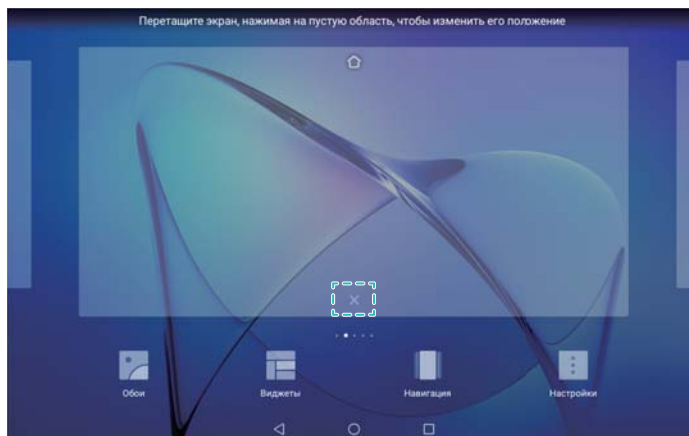 Перетащите экран, нажимая на пустую область, чтобы изменить его положение
Обои
Виджеты
Навигация
Настройки